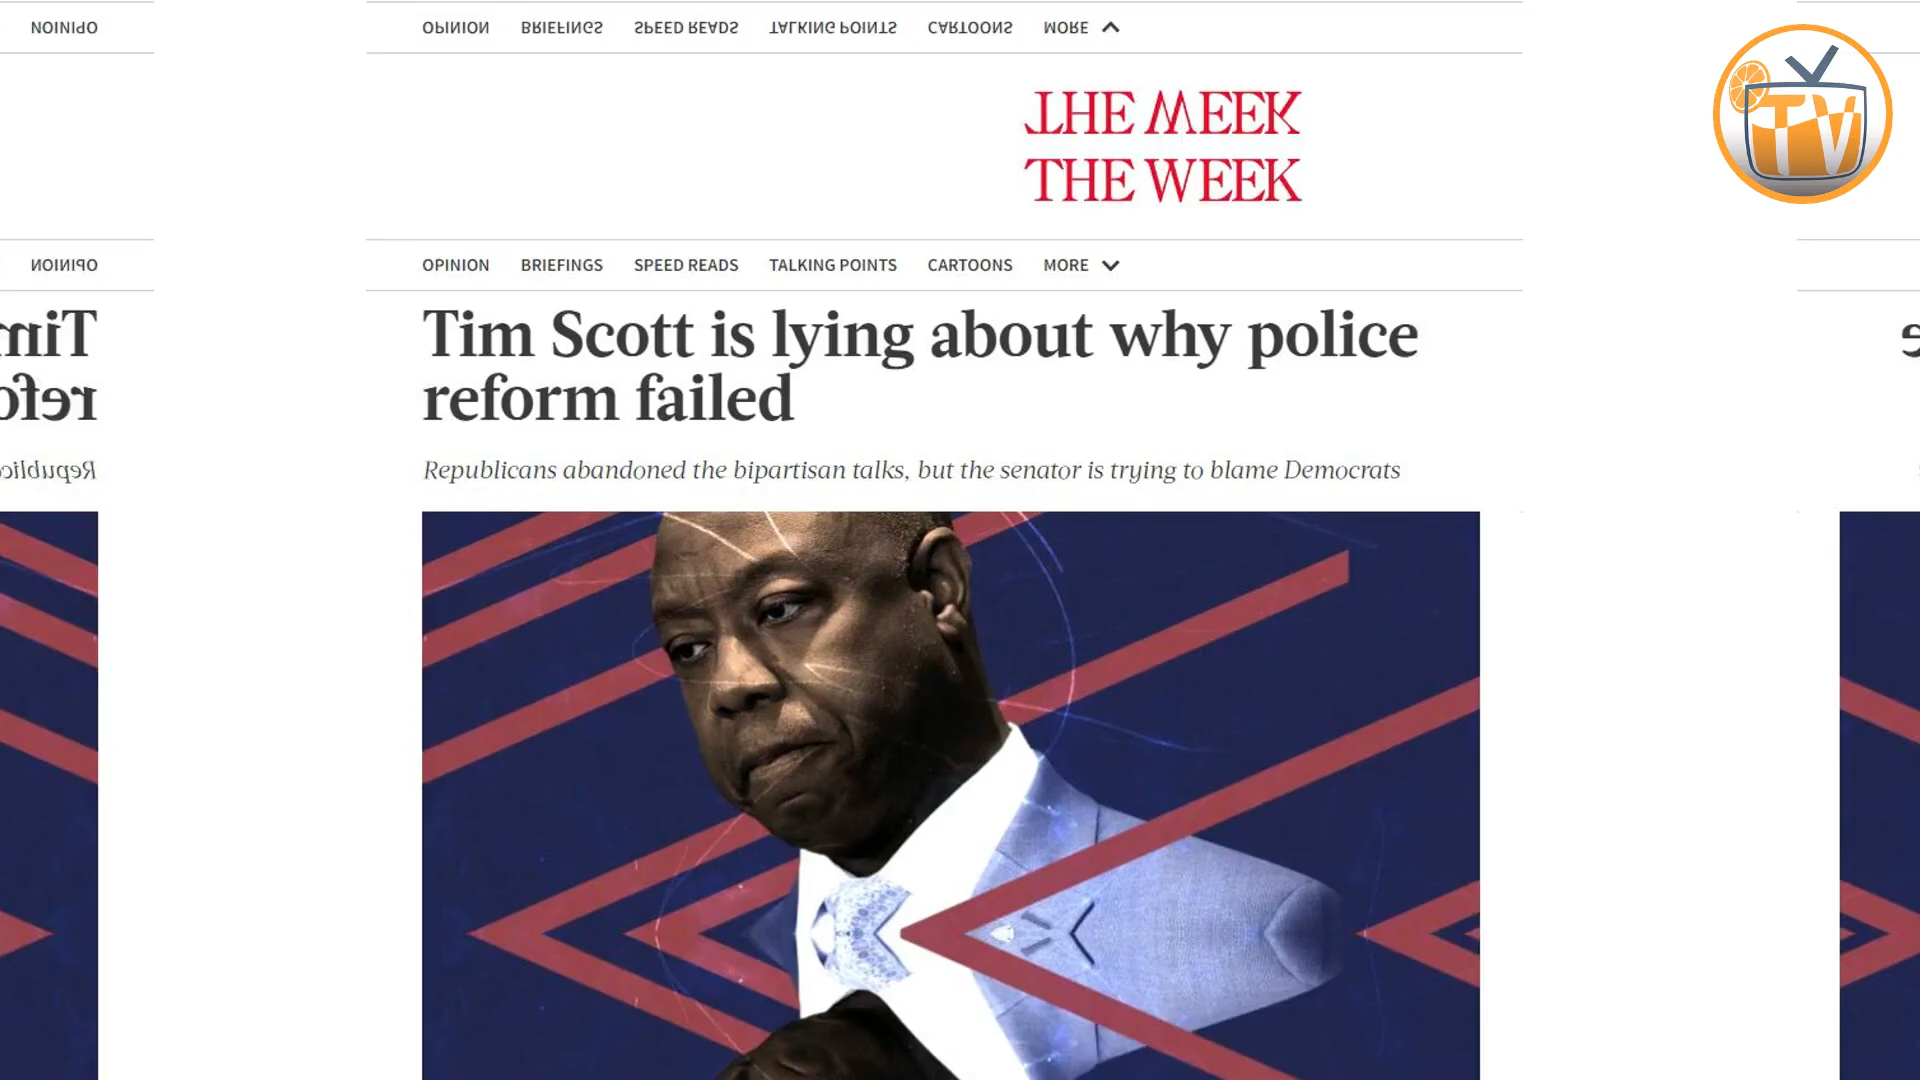 OPINION BRIEFINGS SPEED READS TALKING POINTS CARTOONS MORE
THE WEEK
THE WEEK
OPINION BRIEFINGS SPEED READS TALKING POINTS CARTOONS MORE
Tim Scott is lying about why police
reform failed
Republicans abandoned the bipartisan talks, but the senator is trying to blame Democrats
TV
OPINION
OPINION